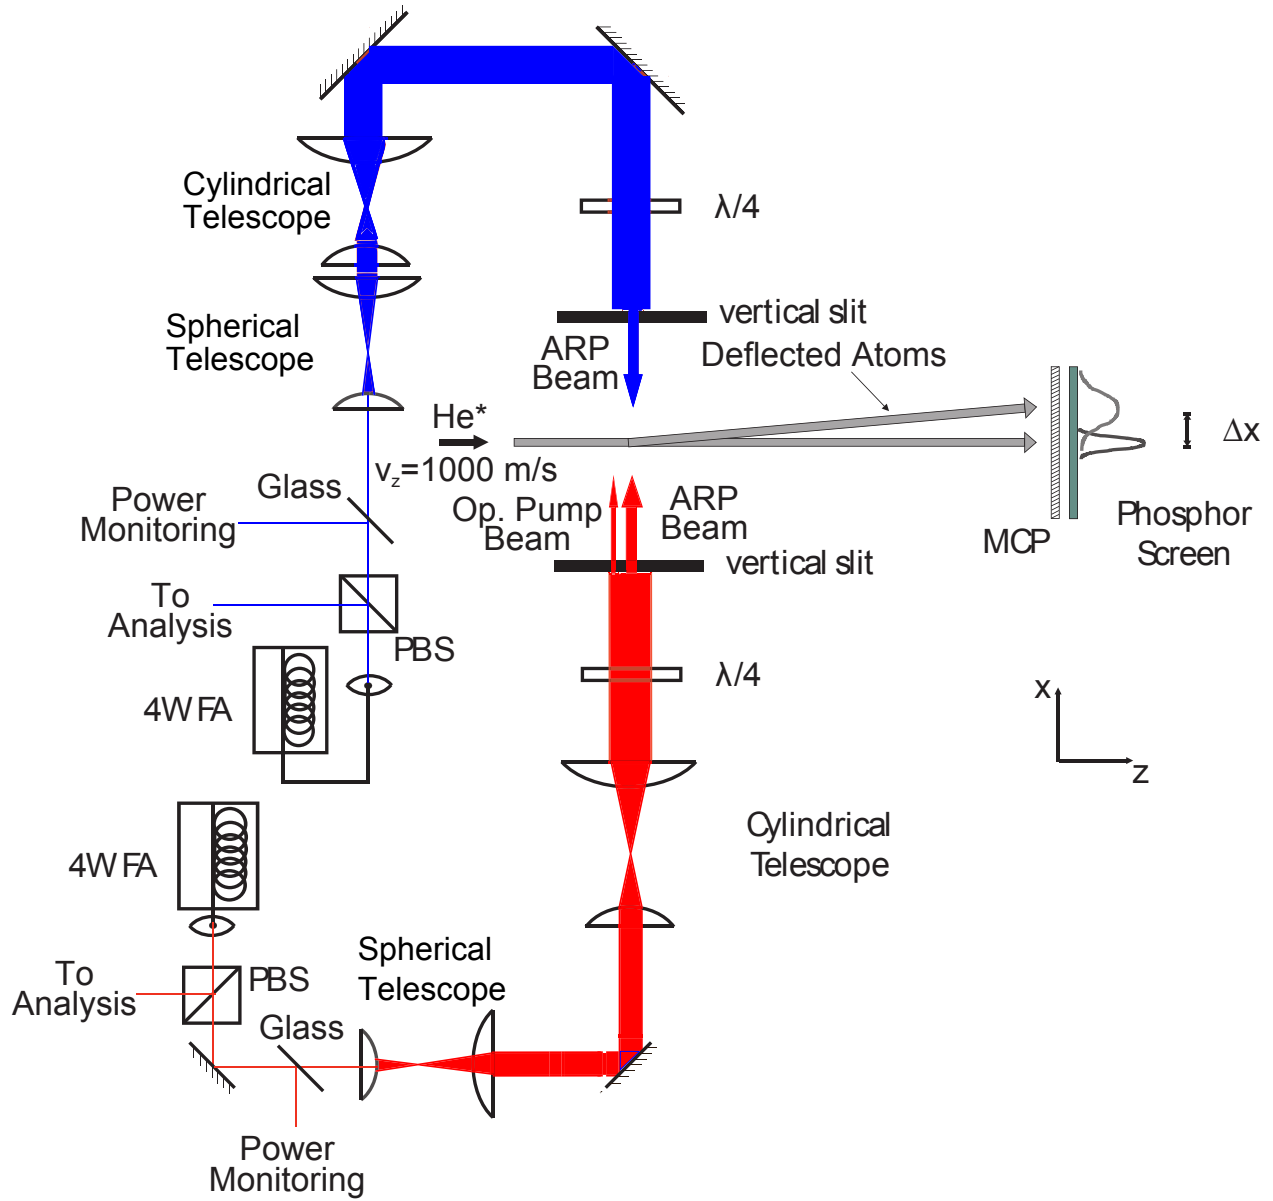 Cylindrical
Telescope
λ/4
Spherical
Telescope
vertical slit
ARP
Beam
Deflected Atoms
He*
v_z=1000 m/s
Δx
Glass
Power
Monitoring
Op. Pump
Beam
ARP
Beam
MCP
Phosphor
Screen
vertical slit
To
Analysis
PBS
λ/4
4W FA
x
z
4W FA
Cylindrical
Telescope
Spherical
Telescope
To
Analysis
PBS
Glass
Power
Monitoring